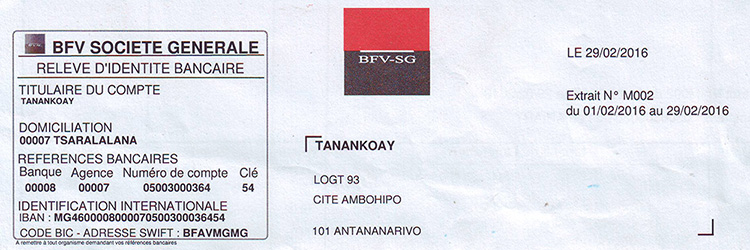 BFV SOCIETE GENERALE
RELEVE D'IDENTITE BANCAIRE
TITULAIRE DU COMPTE
TANANKOAY
DOMICILIATION
00007 TSARALALANA
REFERENCES BANCAIRES
Banque Agence Numéro de compte Clé
00008 00007 05003000364 54
IDENTIFICATION INTERNATIONALE
IBAN : MG4600008000070500300036454
CODE BIC - ADRESSE SWIFT : BFAVMGMG
A remettre à tout organisme demandant vos références bancaires
BFV-SG
TANANKOAY
LOGT 93
CITE AMBOHIPO
101 ANTANANARIVO
LE 29/02/2016
Extrait N° M002
du 01/02/2016 au 29/02/2016